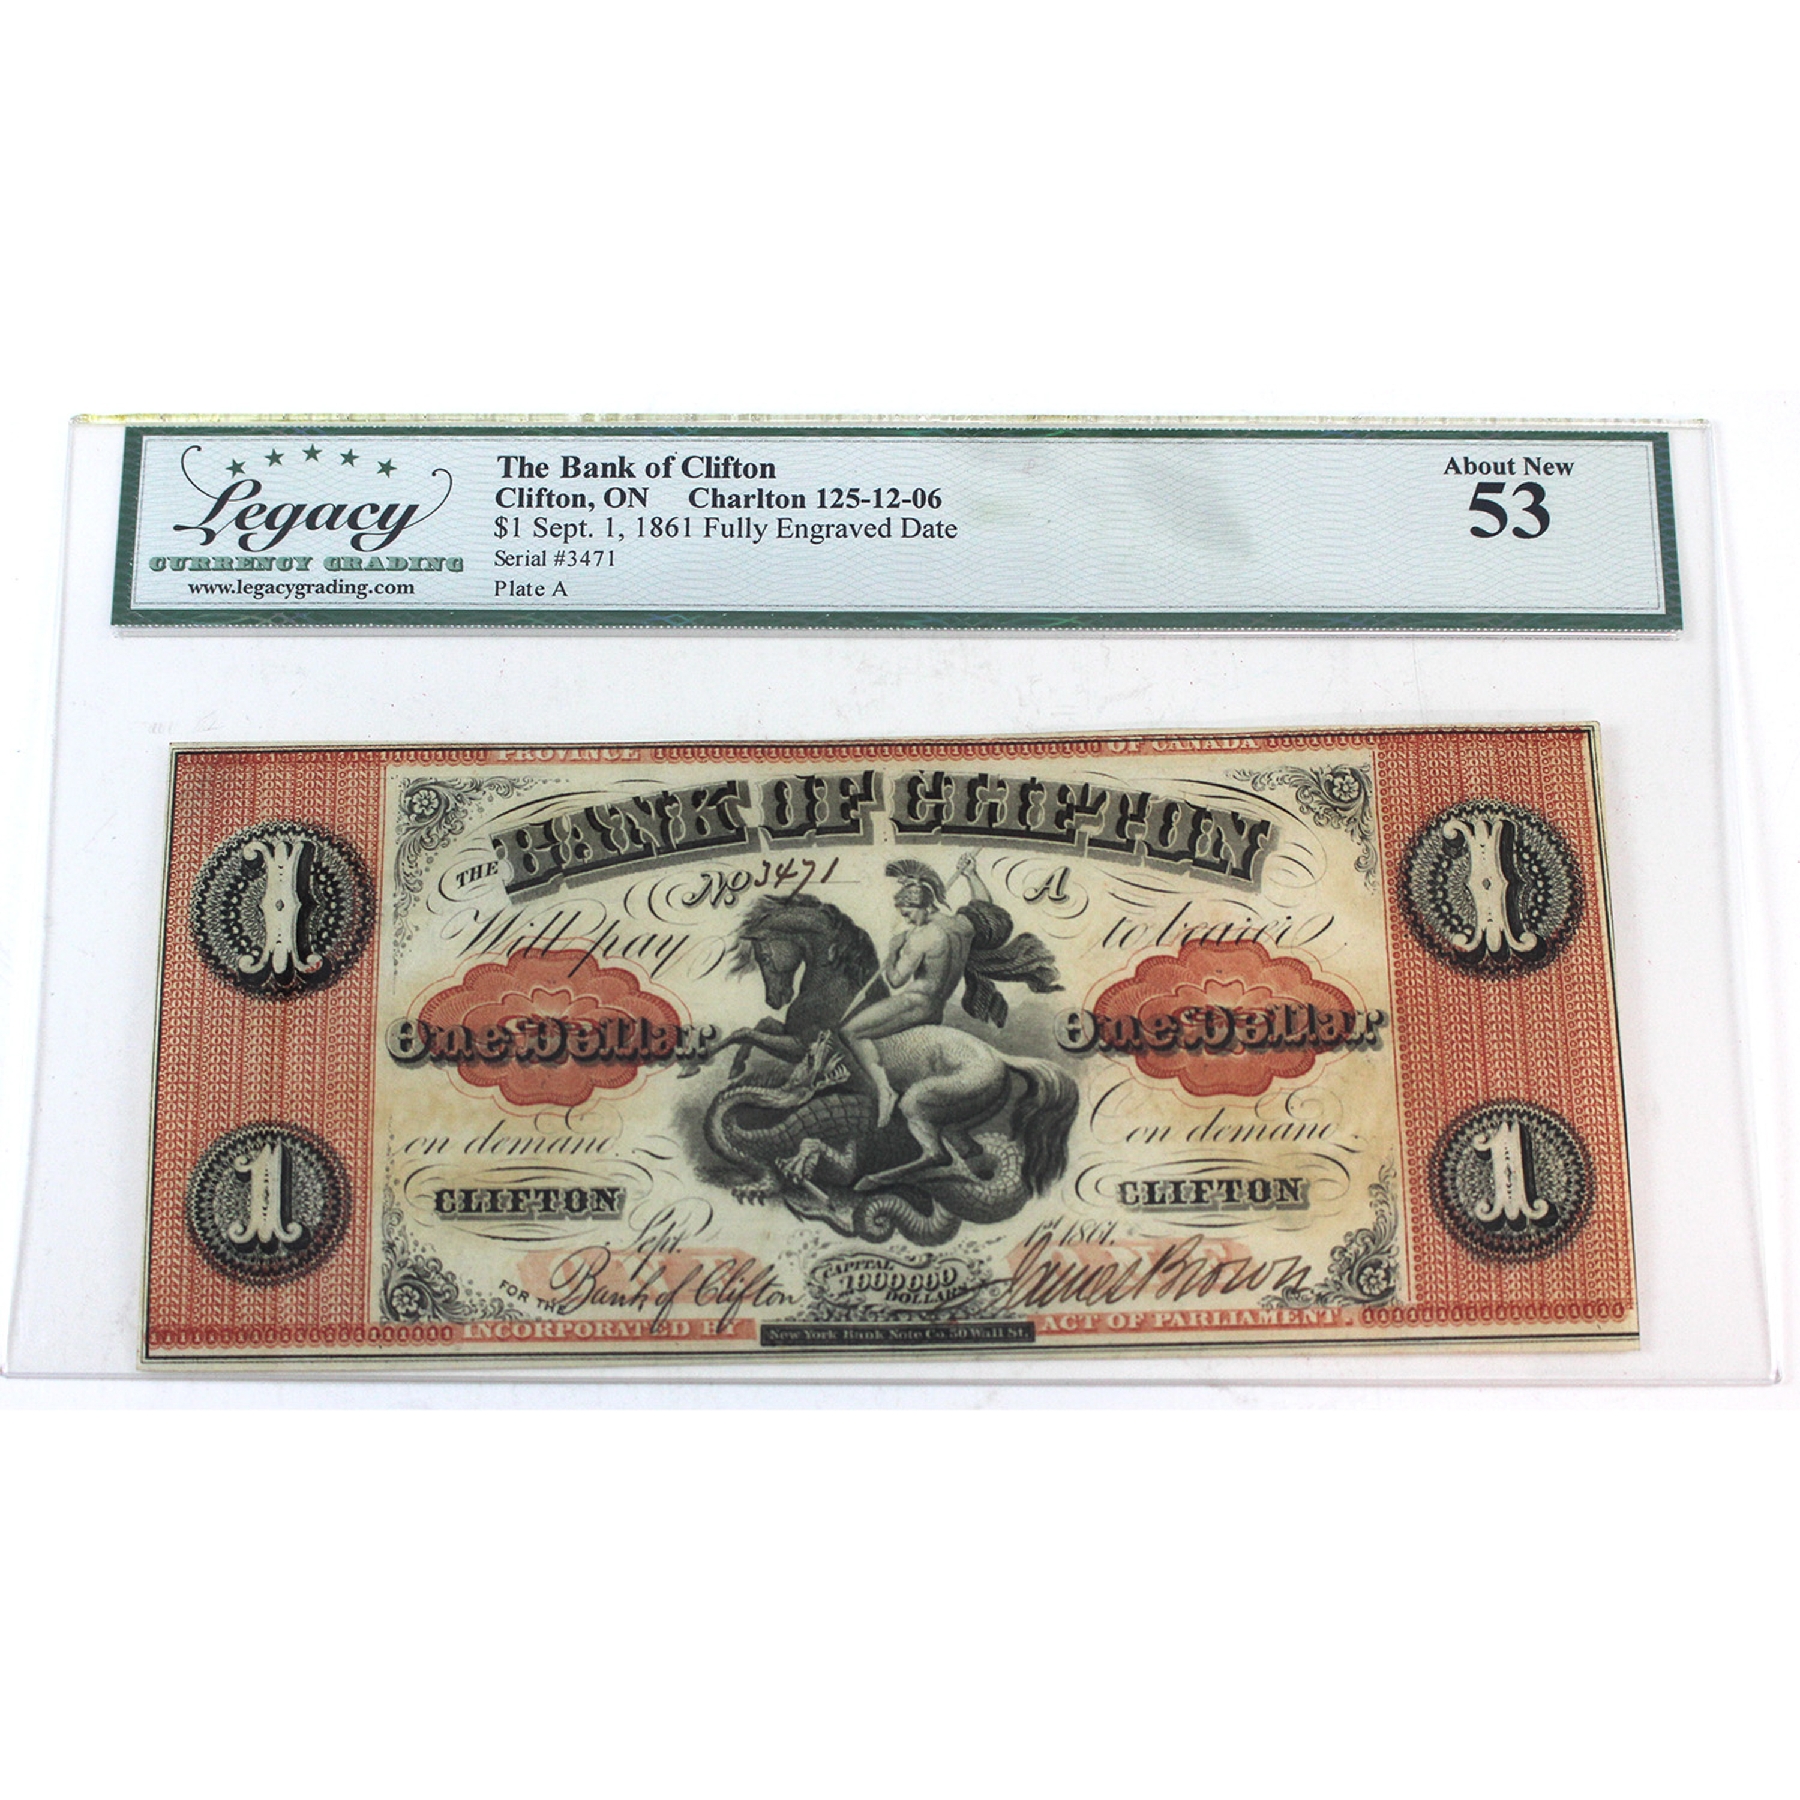 Legacy
CURRENCY GRADING
www.legacygrading.com
The Bank of Clifton
Clifton, ON Charlton 125-12-06
$1 Sept. 1, 1861 Fully Engraved Date
Serial #3471
Plate A
About New
53
PROVINCE OF CANADA
THE BANK OF CLIFTON
No 3471 A
Will pay to bearer
1 1
One Dollar One Dollar
on demand on demand
1 1
CLIFTON CLIFTON
Sept. 1st 1861.
FOR THE Bank of Clifton CAPITAL 1000000 DOLLARS James Brown
ONE ONE
INCORPORATED BY ACT OF PARLIAMENT.
New York Bank Note Co 50 Wall St.